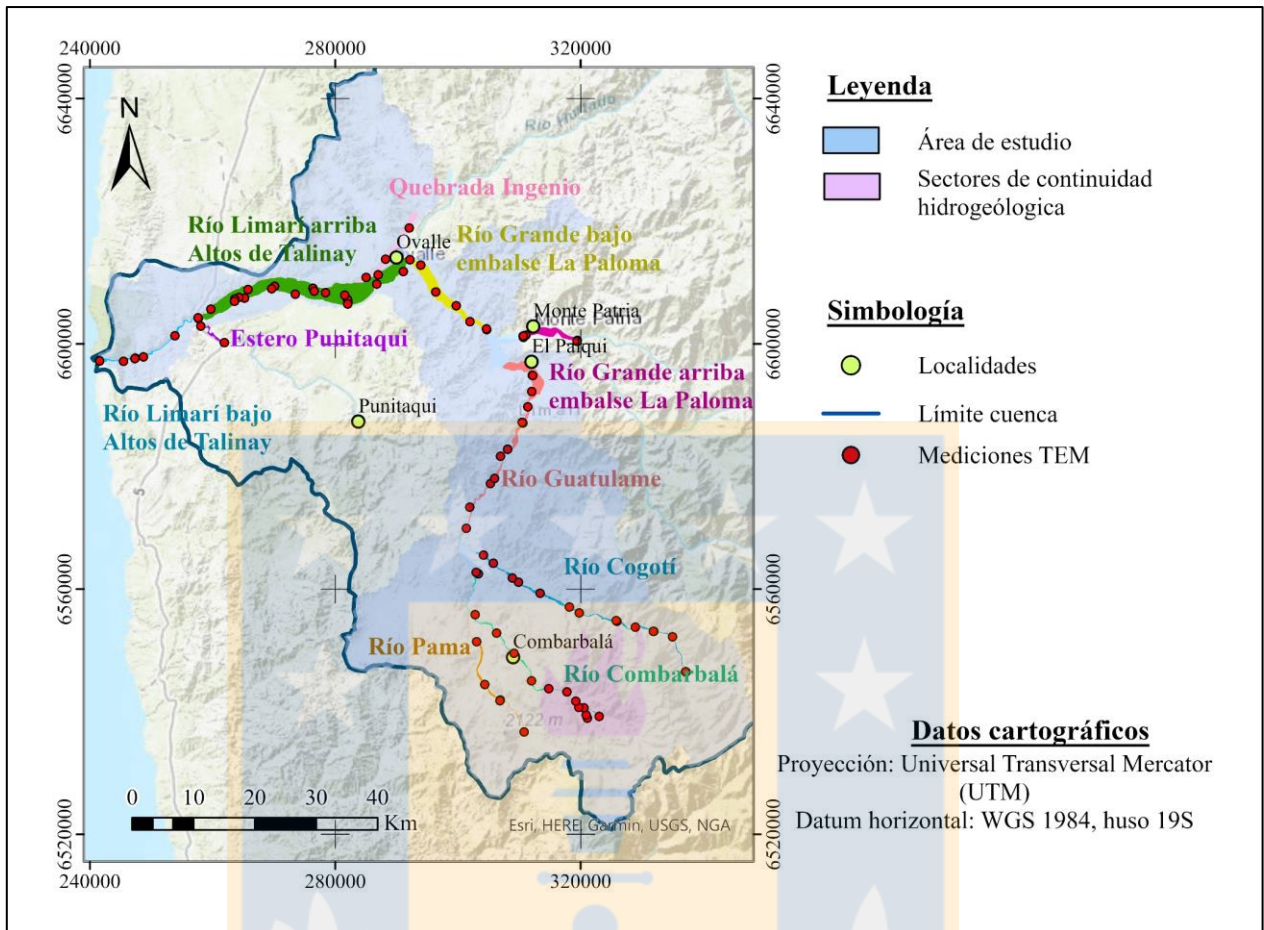 240000
280000
320000
6640000
6640000
N
Río Hurtado
Quebrada Ingenio
Río Limarí arriba
Altos de Talinay
Ovalle
Río Grande bajo
embalse La Paloma
Monte Patria
Monte Patria
6600000
6600000
Estero Punitaqui
El Palqui
Río Grande arriba
embalse La Paloma
Río Limarí bajo
Altos de Talinay
Punitaqui
5
Río Guatulame
6560000
6560000
Río Cogotí
Río Pama
Combarbalá
Río Combarbalá
2122 m
0 10 20 30 40
Km
Esri, HERE, Garmin, USGS, NGA
6520000
6520000
240000
280000
320000
Leyenda
Área de estudio
Sectores de continuidad
hidrogeológica
Simbología
Localidades
Límite cuenca
Mediciones TEM
Datos cartográficos
Proyección: Universal Transversal Mercator
(UTM)
Datum horizontal: WGS 1984, huso 19S